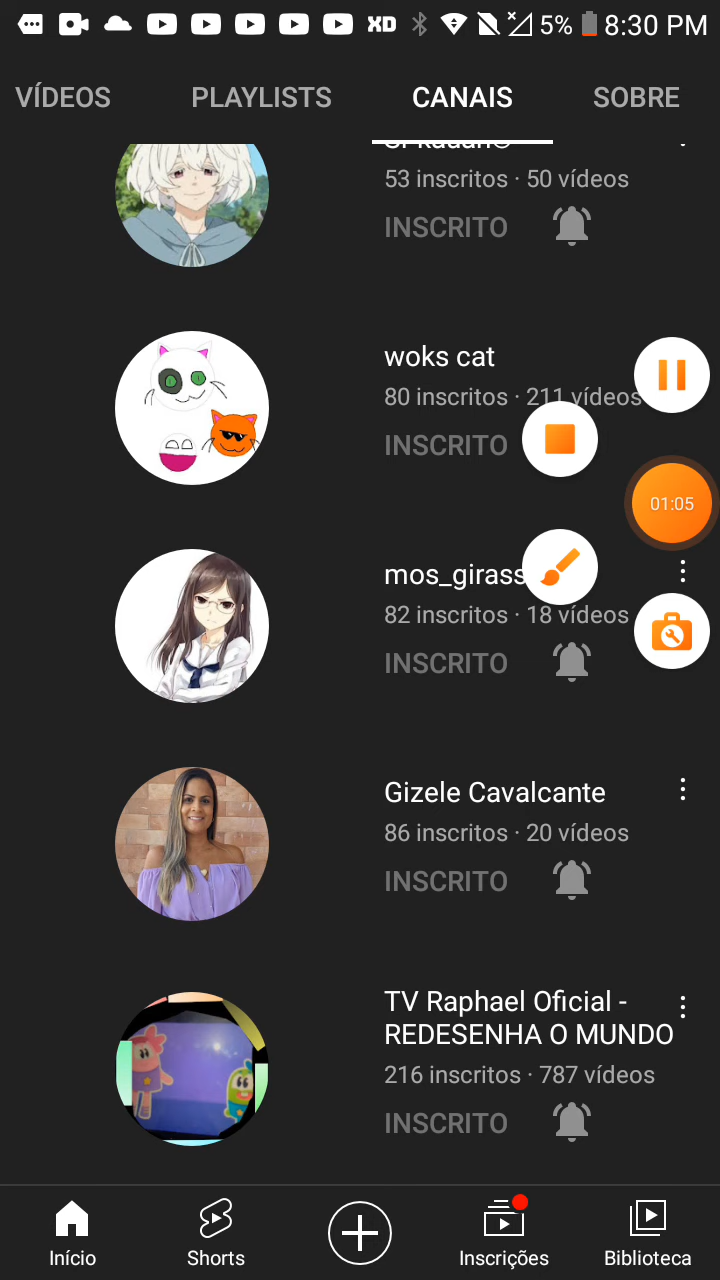 XD 5% 8:30 PM
VÍDEOS PLAYLISTS CANAIS SOBRE
53 inscritos · 50 vídeos
INSCRITO
woks cat
80 inscritos · 211 vídeos
INSCRITO
01:05
mos_girass
82 inscritos · 18 vídeos
INSCRITO
Gizele Cavalcante
86 inscritos · 20 vídeos
INSCRITO
TV Raphael Oficial -
REDESENHA O MUNDO
216 inscritos · 787 vídeos
INSCRITO
Início Shorts Inscrições Biblioteca